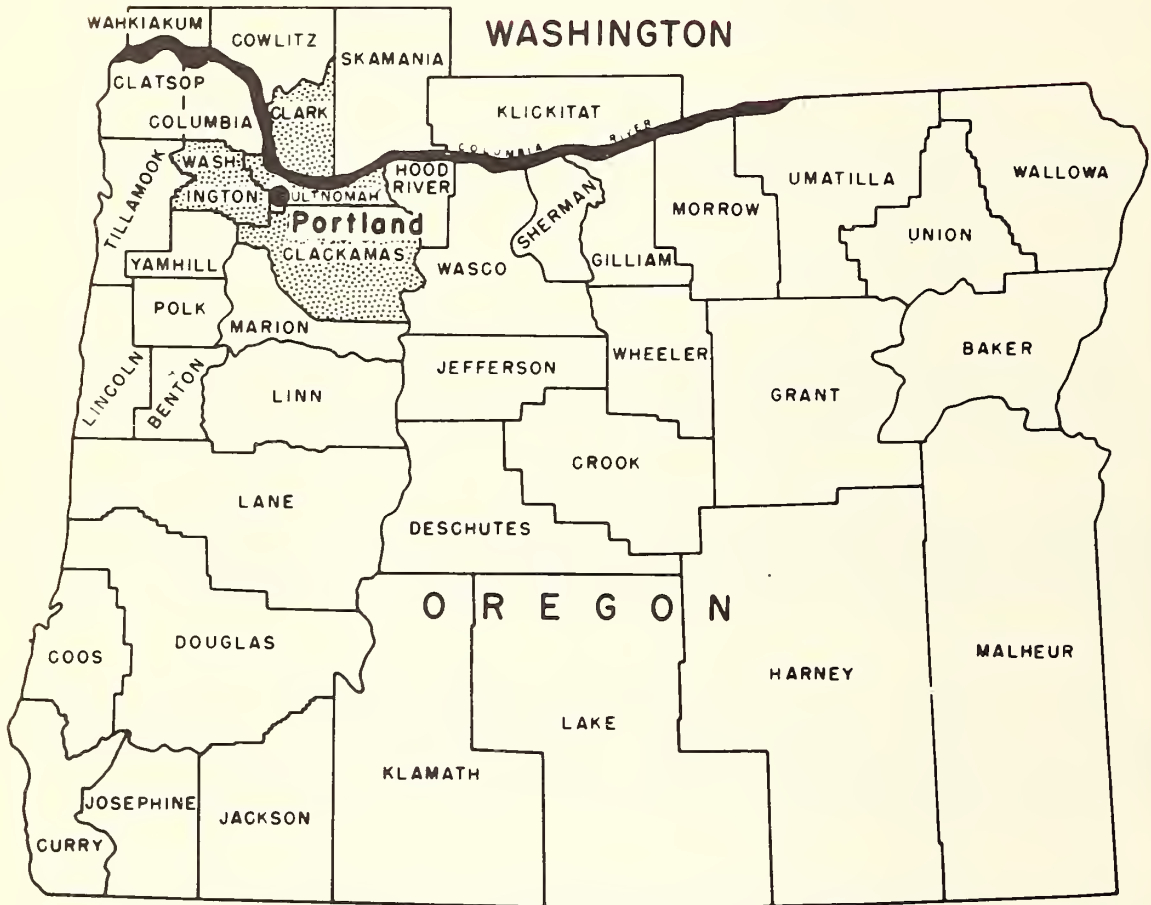 WAHKIAKUM
COWLITZ
WASHINGTON
SKAMANIA
CLATSOP
CLARK
KLICKITAT
COLUMBIA
COLUMBIA RIVER
WASH
INGTON
HOOD
RIVER
ULTNOMAH
TILLAMOOK
Portland
SHERMAN
MORROW
UMATILLA
WALLOWA
UNION
CLACKAMAS
YAMHILL
WASCO
GILLIAM
POLK
MARION
WHEELER
BAKER
JEFFERSON
LINCOLN
BENTON
LINN
GRANT
CROOK
LANE
DESCHUTES
OREGON
COOS
DOUGLAS
MALHEUR
HARNEY
LAKE
KLAMATH
JOSEPHINE
JACKSON
CURRY